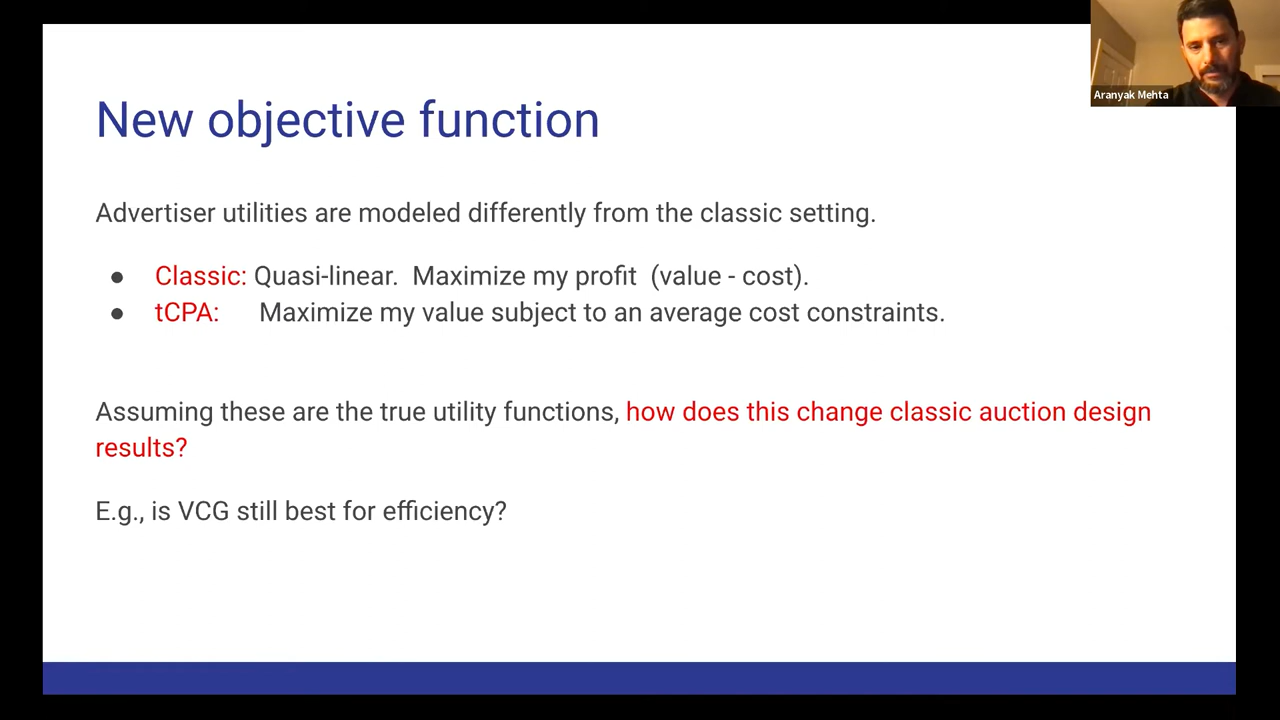 Aranyak Mehta
New objective function
Advertiser utilities are modeled differently from the classic setting.
● Classic: Quasi-linear. Maximize my profit (value - cost).
● tCPA: Maximize my value subject to an average cost constraints.
Assuming these are the true utility functions, how does this change classic auction design
results?
E.g., is VCG still best for efficiency?